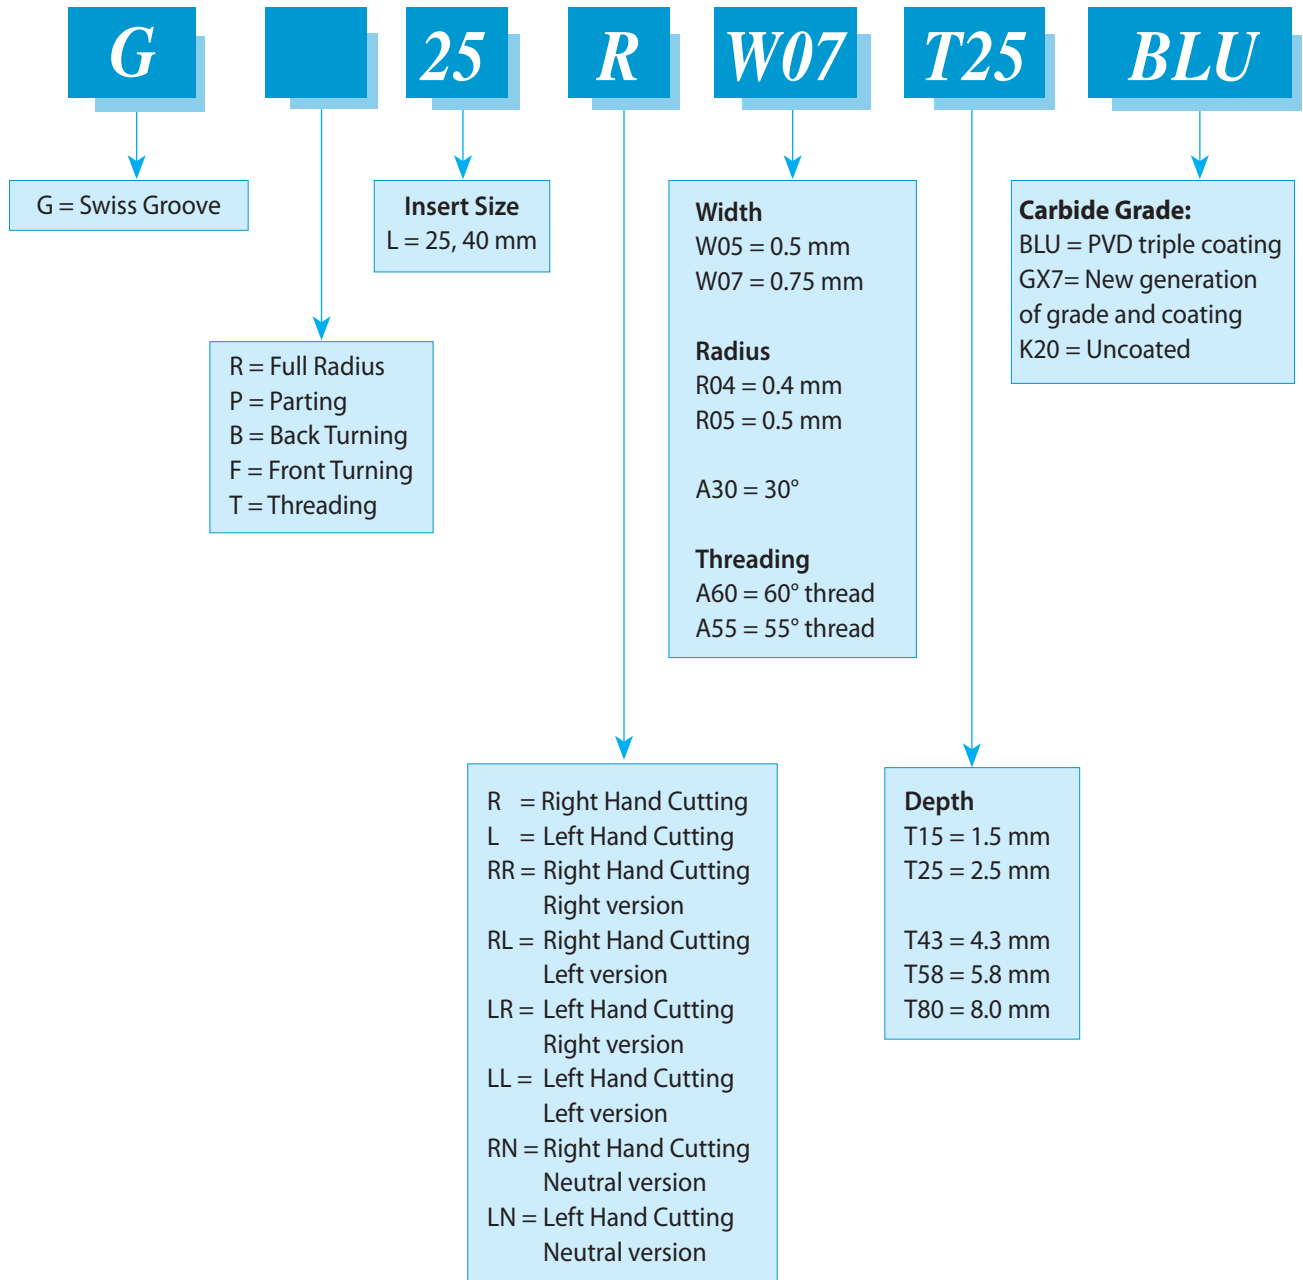 G 25 R W07 T25 BLU
G = Swiss Groove
R = Full Radius
P = Parting
B = Back Turning
F = Front Turning
T = Threading
Insert Size
L = 25, 40 mm
R = Right Hand Cutting
L = Left Hand Cutting
RR = Right Hand Cutting
Right version
RL = Right Hand Cutting
Left version
LR = Left Hand Cutting
Right version
LL = Left Hand Cutting
Left version
RN = Right Hand Cutting
Neutral version
LN = Left Hand Cutting
Neutral version
Width
W05 = 0.5 mm
W07 = 0.75 mm
Radius
R04 = 0.4 mm
R05 = 0.5 mm
A30 = 30°
Threading
A60 = 60° thread
A55 = 55° thread
Depth
T15 = 1.5 mm
T25 = 2.5 mm
T43 = 4.3 mm
T58 = 5.8 mm
T80 = 8.0 mm
Carbide Grade:
BLU = PVD triple coating
GX7= New generation
of grade and coating
K20 = Uncoated